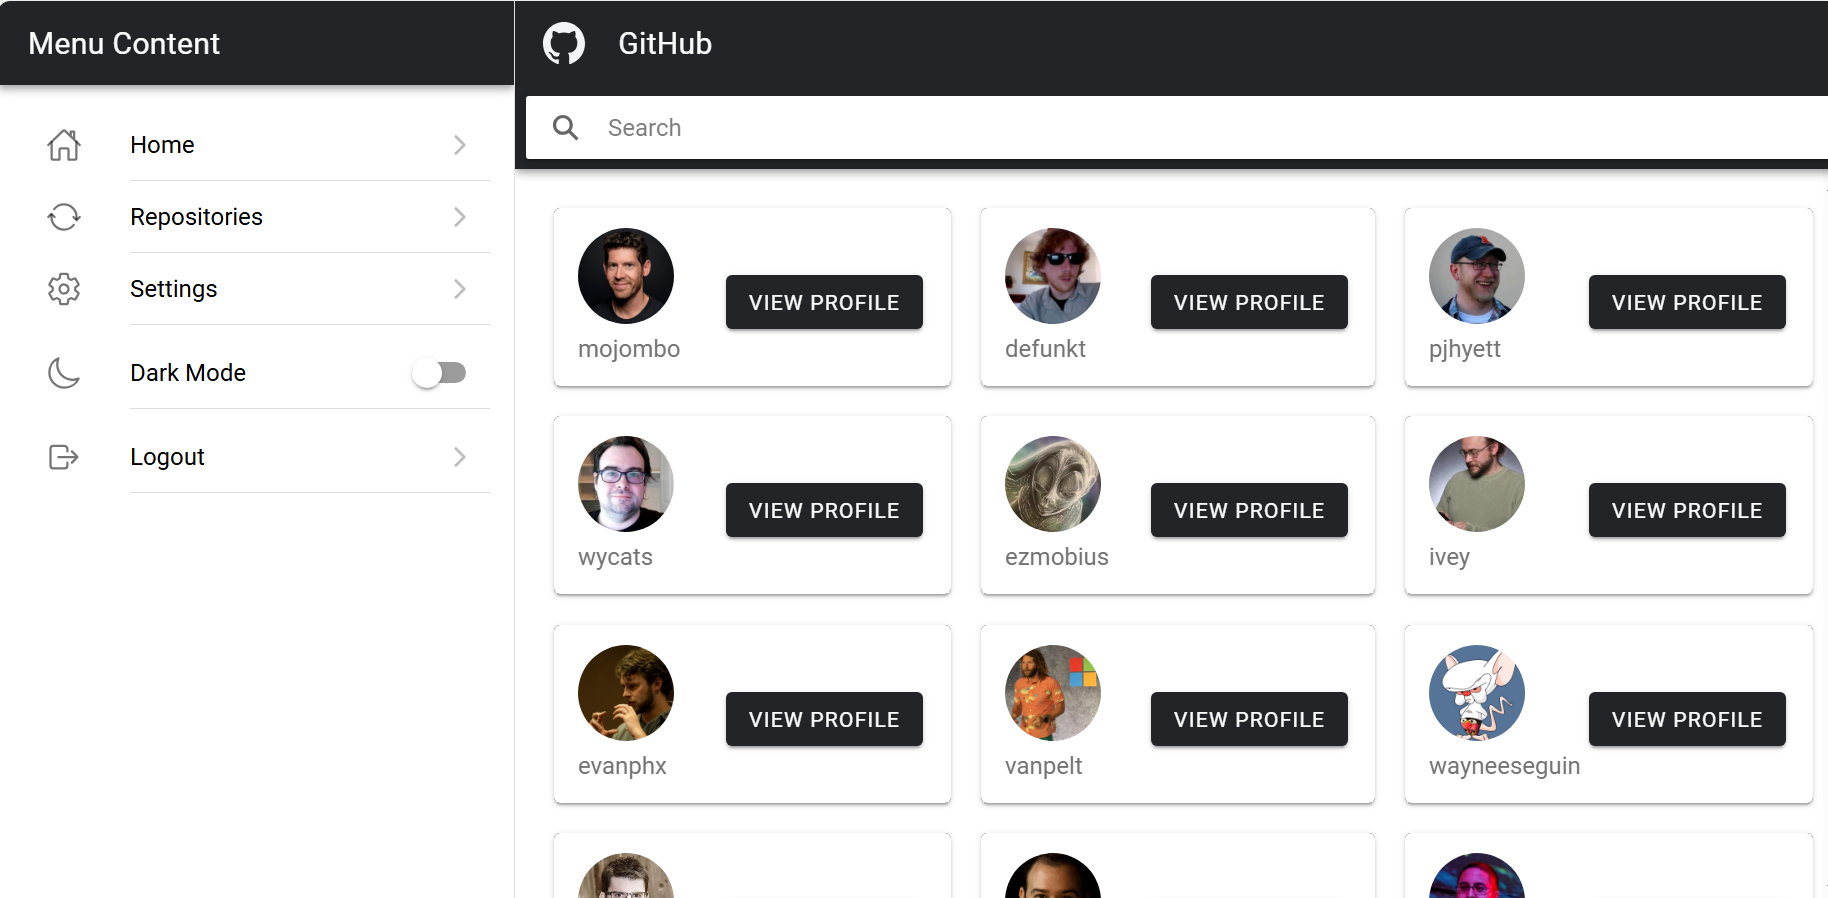 Menu Content
Home
Repositories
Settings
Dark Mode
Logout
GitHub
Search
VIEW PROFILE
mojombo
VIEW PROFILE
defunkt
VIEW PROFILE
pjhyett
VIEW PROFILE
wycats
VIEW PROFILE
ezmobius
VIEW PROFILE
ivey
VIEW PROFILE
evanphx
VIEW PROFILE
vanpelt
VIEW PROFILE
wayneeseguin